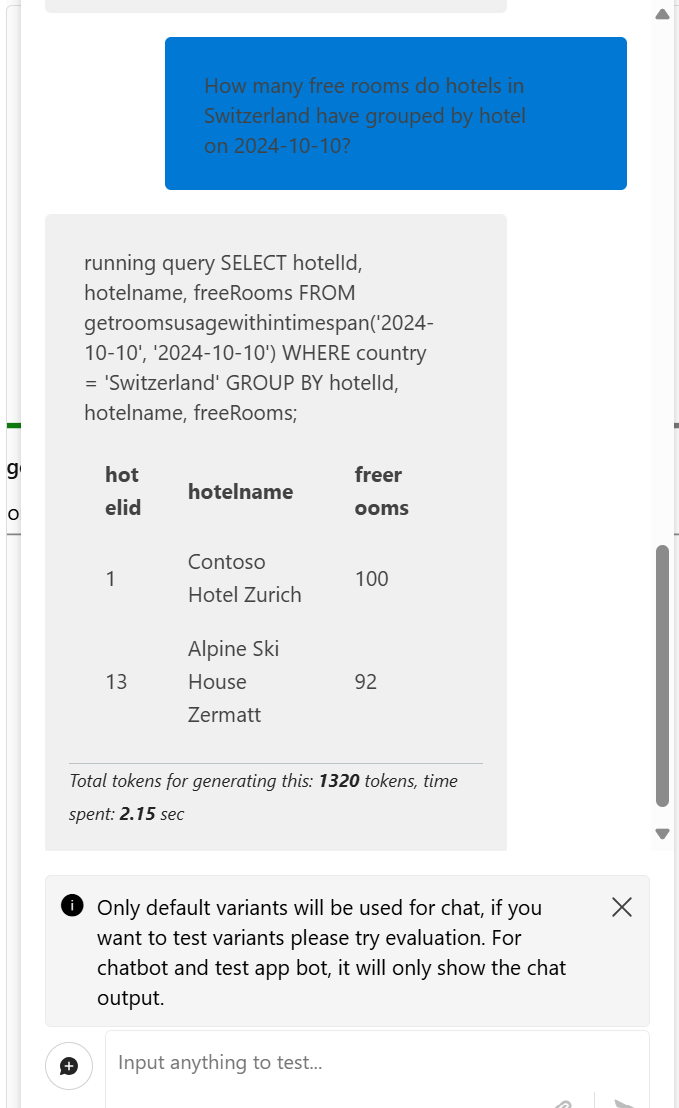 How many free rooms do hotels in
Switzerland have grouped by hotel
on 2024-10-10?
running query SELECT hotelId,
hotelname, freeRooms FROM
getroomsusagewithintimespan('2024-
10-10', '2024-10-10') WHERE country
= 'Switzerland' GROUP BY hotelId,
hotelname, freeRooms;
hot
elid
hotelname
freer
ooms
1
Contoso
Hotel Zurich
100
13
Alpine Ski
House
Zermatt
92
Total tokens for generating this: 1320 tokens, time
spent: 2.15 sec
Only default variants will be used for chat, if you
want to test variants please try evaluation. For
chatbot and test app bot, it will only show the chat
output.
Input anything to test...